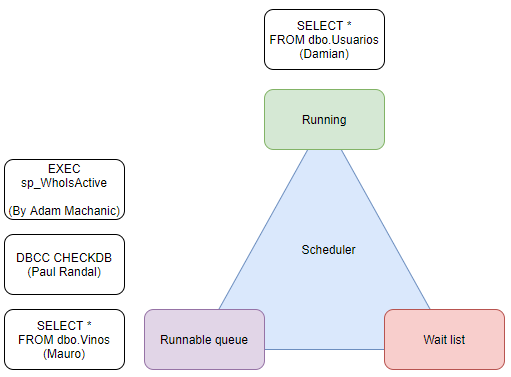 SELECT *
FROM dbo.Usuarios
(Damian)
Running
EXEC
sp_WhoIsActive
(By Adam Machanic)
Scheduler
DBCC CHECKDB
(Paul Randal)
SELECT *
FROM dbo.Vinos
(Mauro)
Runnable queue
Wait list